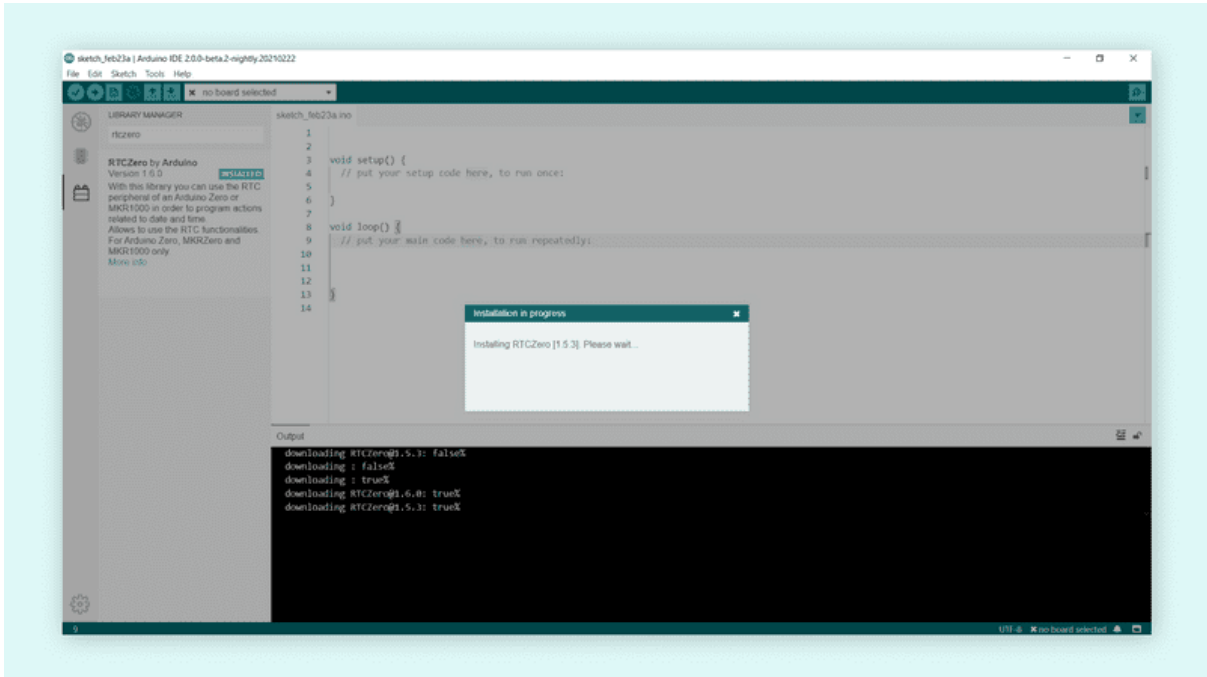 sketch_feb23a | Arduino IDE 2.0.0-beta.2-nightly.20210222
File Edit Sketch Tools Help
no board selected
LIBRARY MANAGER
rtczero
RTCZero by Arduino
Version 1.6.0 INSTALLED
With this library you can use the RTC
peripheral of an Arduino Zero or
MKR1000 in order to program actions
related to date and time
Allows to use the RTC functionalities.
For Arduino Zero, MKRZero and
MKR1000 only
More info
sketch_feb23a.ino
1
2
3 void setup() {
4 // put your setup code here, to run once:
5
6 }
7
8 void loop() {
9 // put your main code here, to run repeatedly:
10
11
12
13 }
14
Installation in progress
Installing RTCZero [1.5.3]. Please wait...
Output
downloading RTCZero@1.5.3: false%
downloading : false%
downloading : true%
downloading RTCZero@1.6.0: true%
downloading RTCZero@1.5.3: true%
9 UTF-8 no board selected